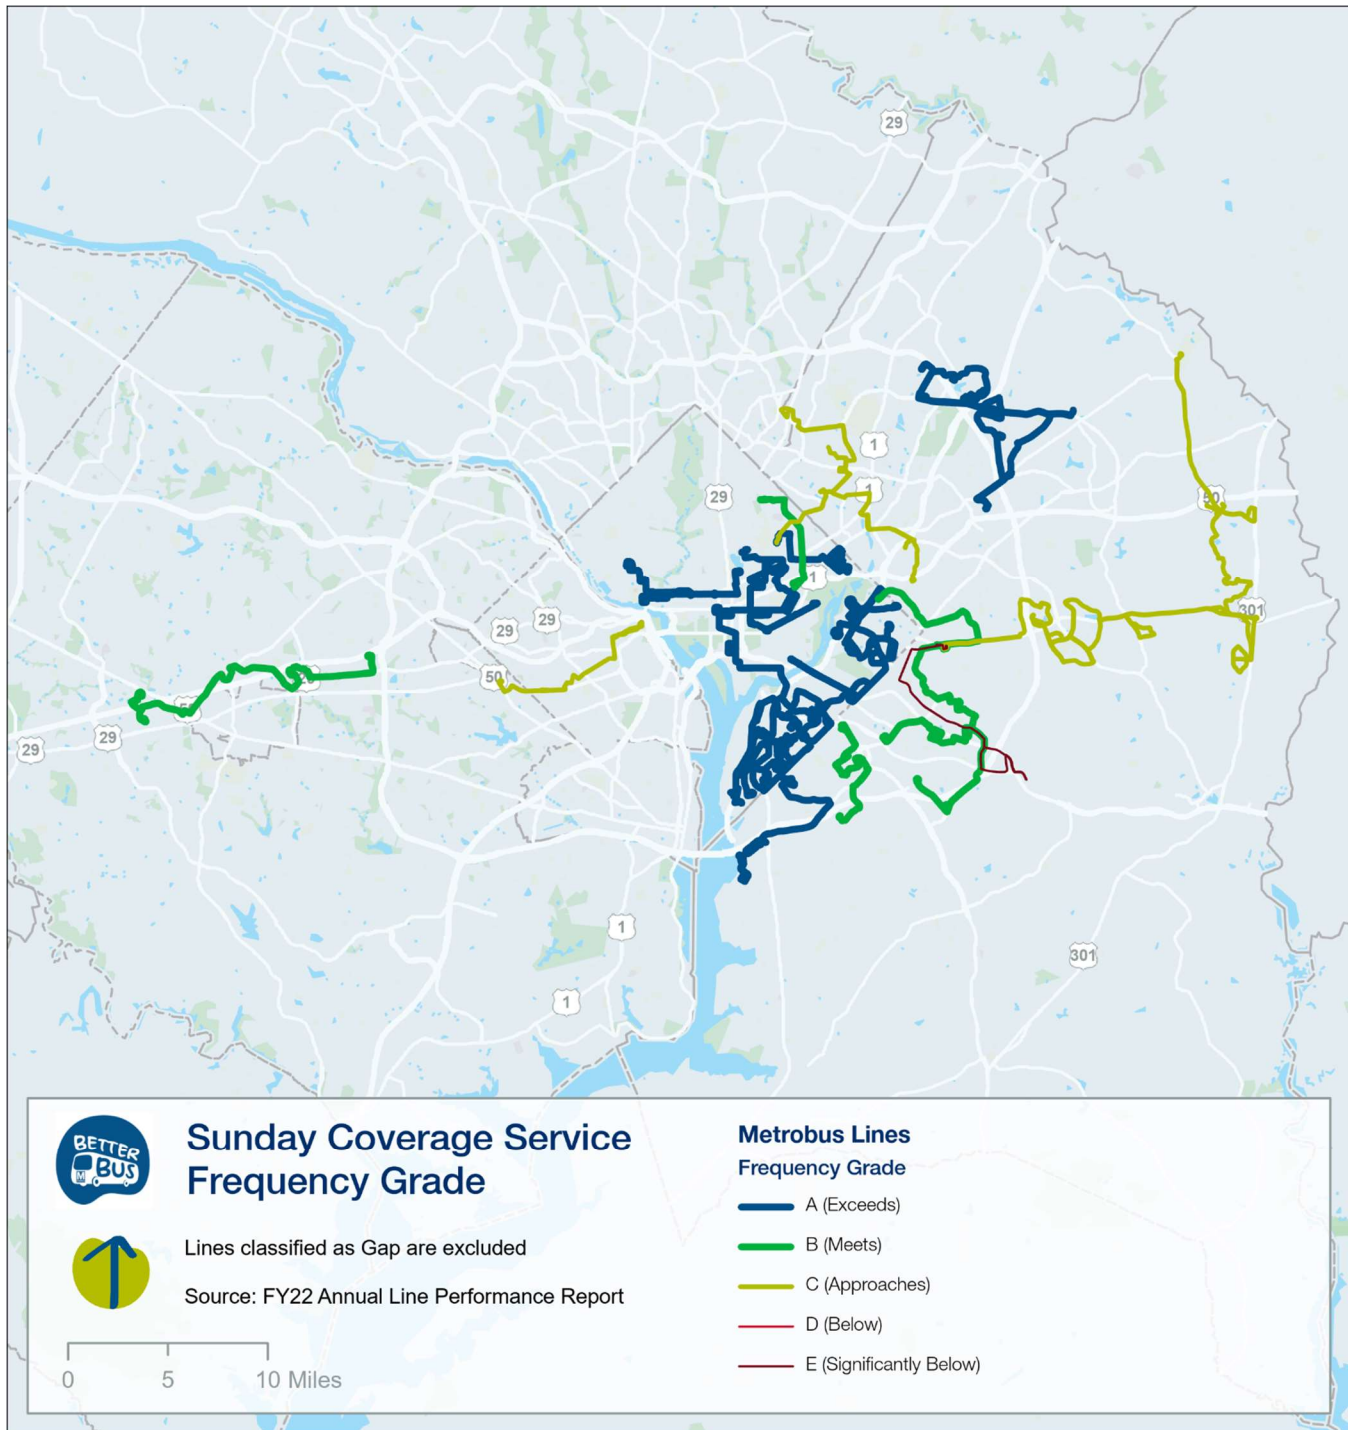 29
1
1
29
50
1
29
29
301
50
29
29
1
301
1
BETTER
BUS
M
Sunday Coverage Service
Frequency Grade
Lines classified as Gap are excluded
Source: FY22 Annual Line Performance Report
0 5 10 Miles
Metrobus Lines
Frequency Grade
A (Exceeds)
B (Meets)
C (Approaches)
D (Below)
E (Significantly Below)